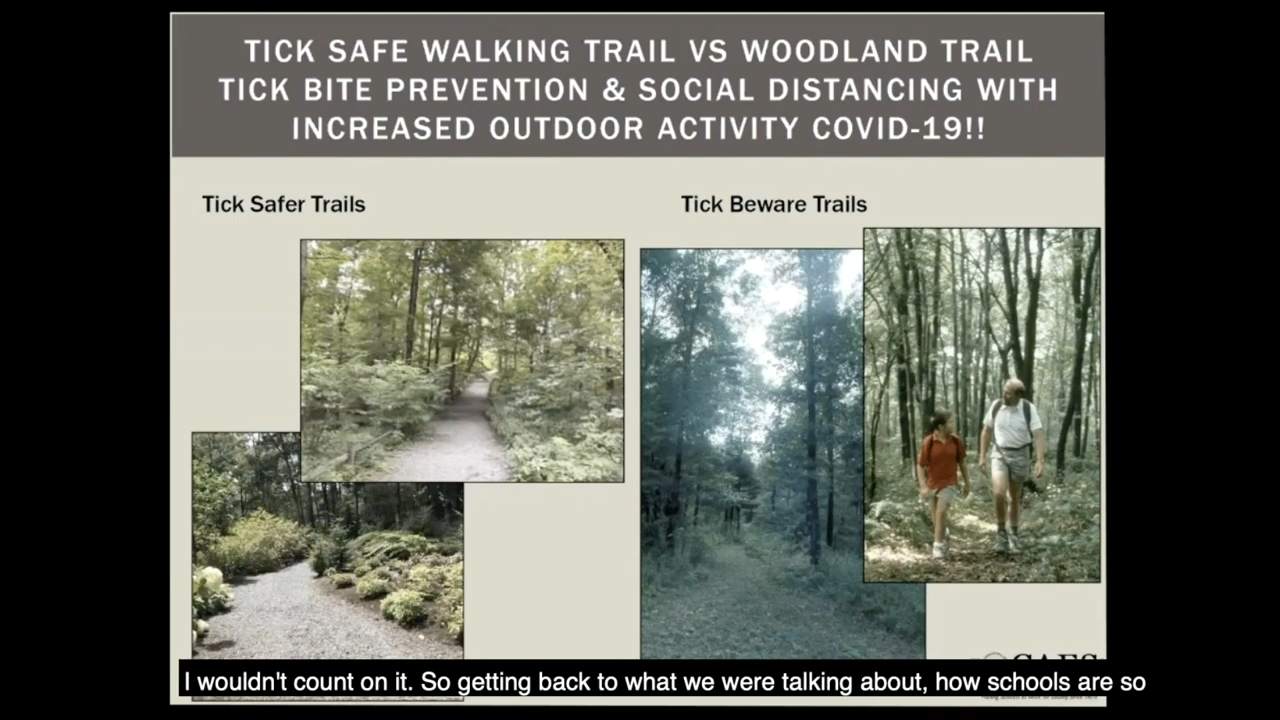 TICK SAFE WALKING TRAIL VS WOODLAND TRAIL
TICK BITE PREVENTION & SOCIAL DISTANCING WITH
INCREASED OUTDOOR ACTIVITY COVID-19!!
Tick Safer Trails
Tick Beware Trails
CAES
I wouldn't count on it. So getting back to what we were talking about, how schools are so